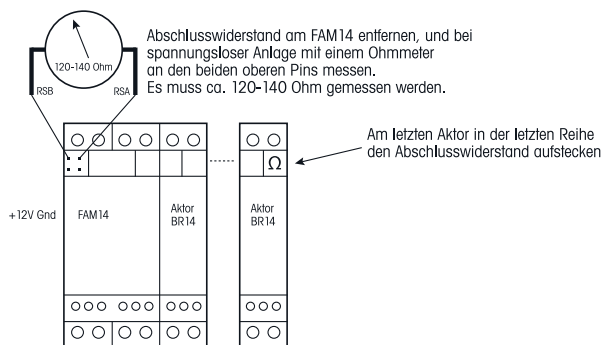 Abschlusswiderstand am FAM14 entfernen, und bei
spannungsloser Anlage mit einem Ohmmeter
an den beiden oberen Pins messen.
Es muss ca. 120-140 Ohm gemessen werden.
120-140 Ohm
RSB
RSA
Am letzten Aktor in der letzten Reihe
den Abschlusswiderstand aufstecken
Ω
+12V Gnd
FAM14
Aktor
BR14
Aktor
BR14